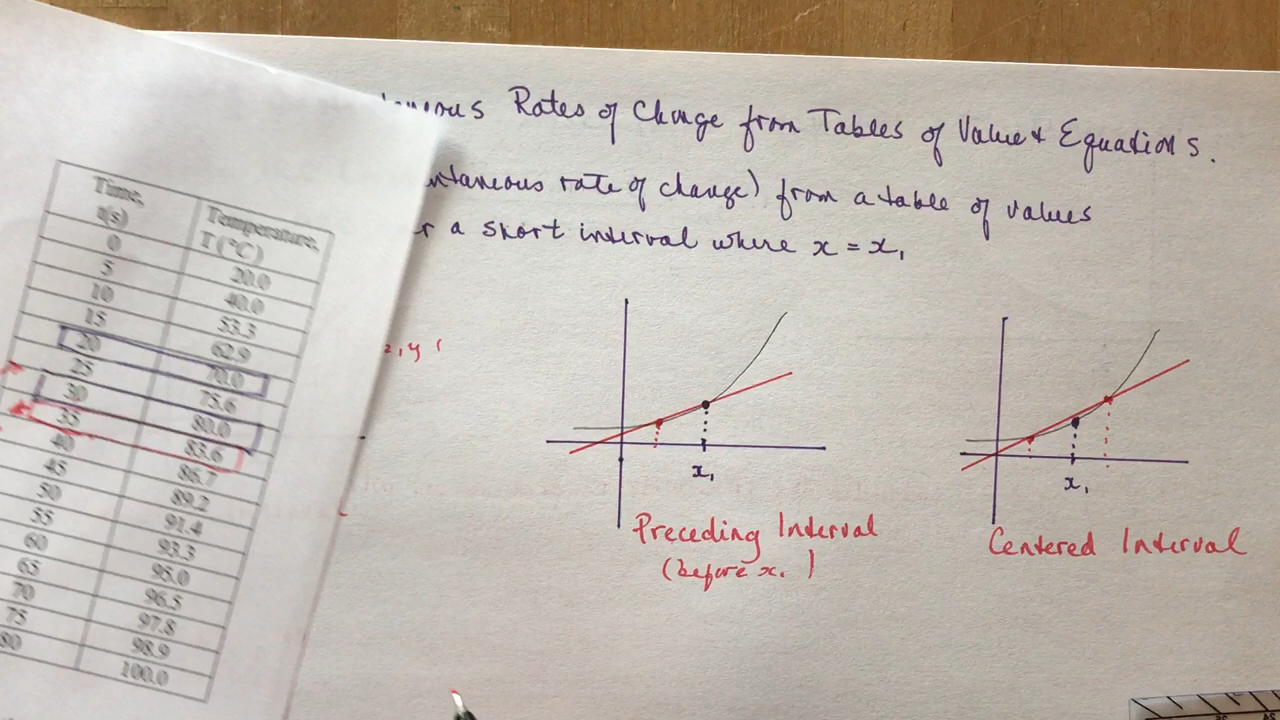 Rates of Change from Tables of Value & Equations.
rate of change) from a table of values
a short interval where x = x₁
Time, t(s) Temperature, T (°C)
0 20.0
5 40.0
10 53.3
15 62.9
20 70.0
25 75.6
30 80.0
35 83.6
40 86.7
45 89.2
50 91.4
55 93.3
60 95.0
65 96.5
70 97.8
75 98.9
80 100.0
x₁
Preceding Interval
(before x₁)
x₁
Centered Interval